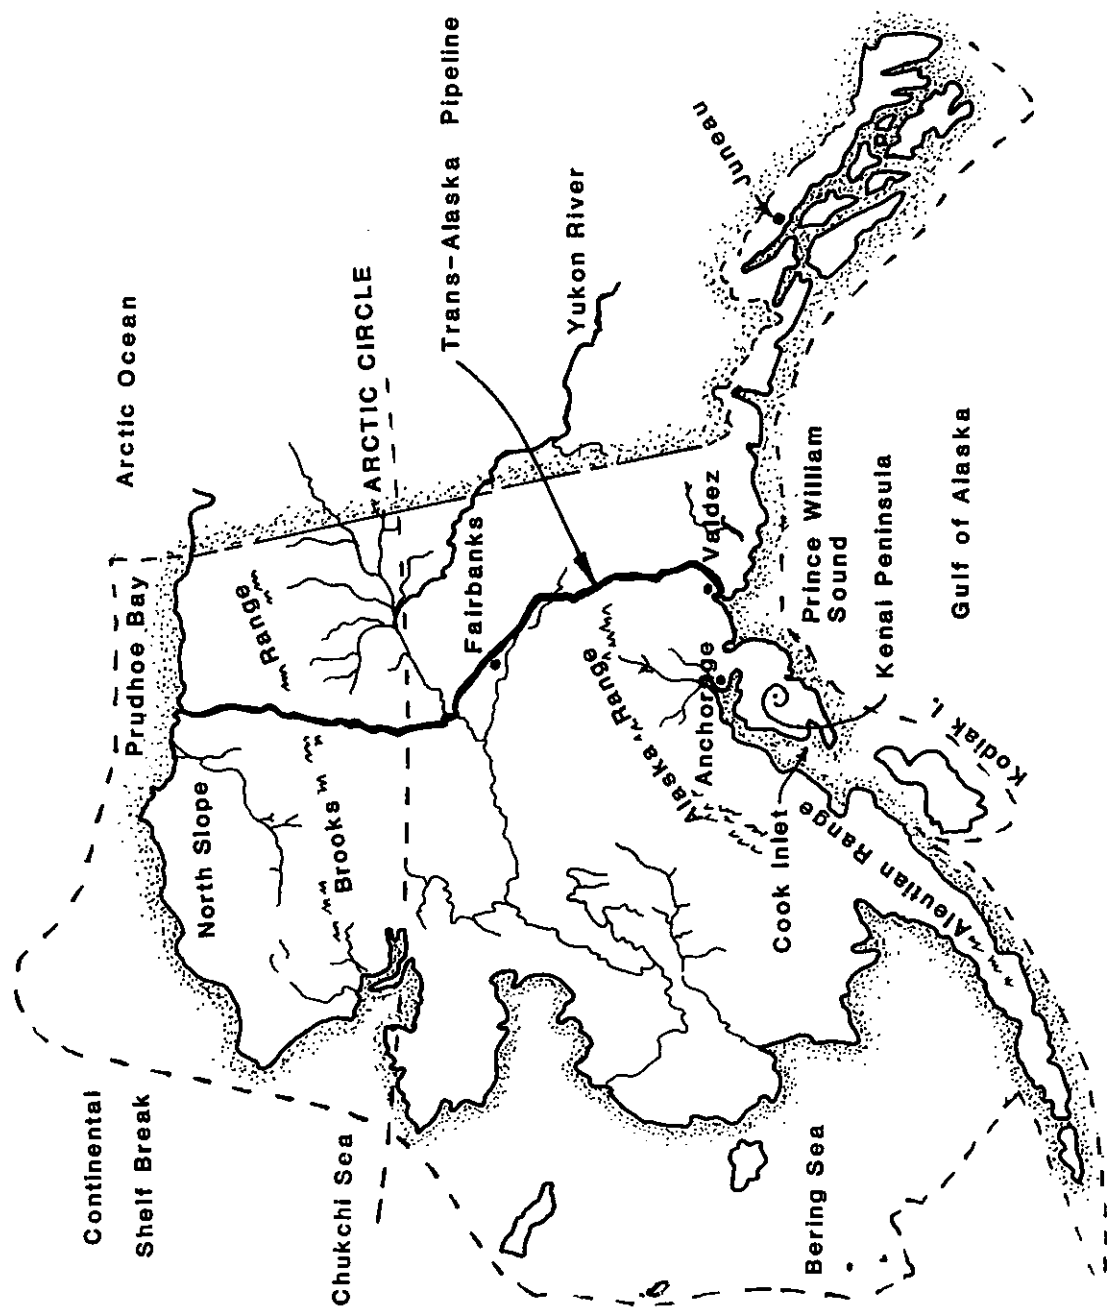 Continental
Shelf Break
Chukchi Sea
Bering Sea
North Slope
Brooks
Range
Prudhoe Bay
Arctic Ocean
ARCTIC CIRCLE
Trans-Alaska Pipeline
Yukon River
Fairbanks
Alaska Range
Anchorage
Valdez
Cook Inlet
Aleutian Range
Kodiak I.
Prince William
Sound
Kenai Peninsula
Gulf of Alaska
Juneau